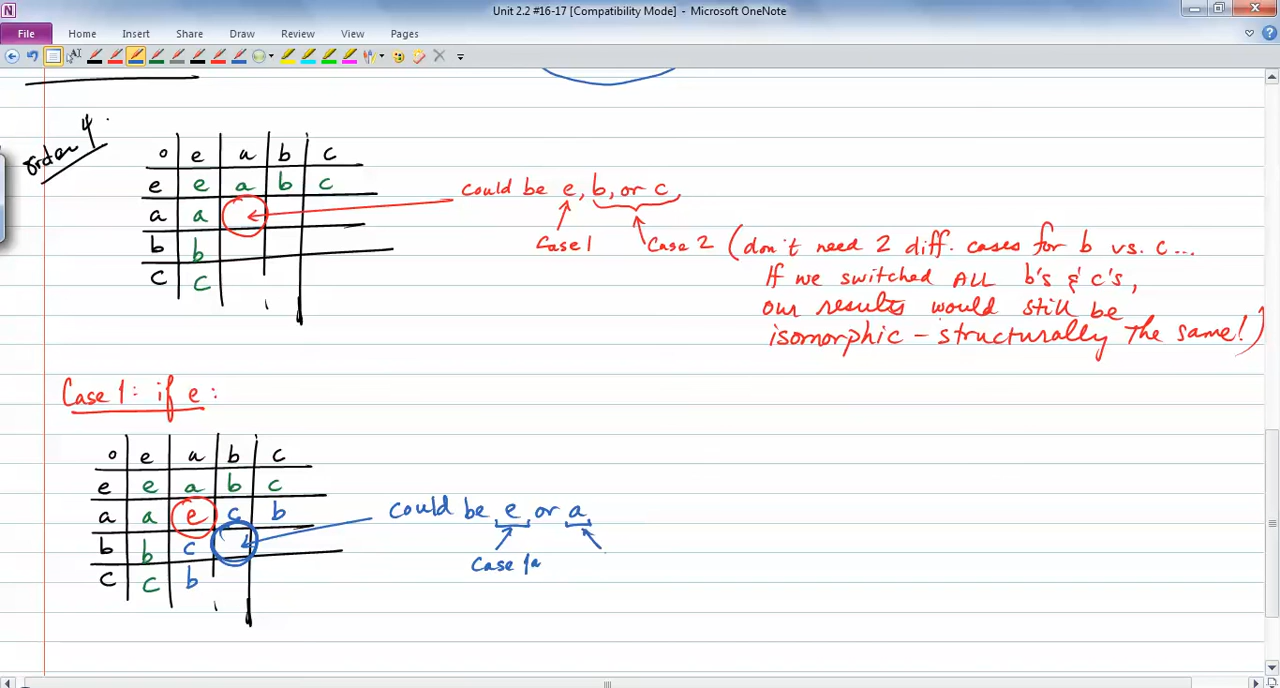 Unit 2.2 #16-17 [Compatibility Mode] - Microsoft OneNote
File Home Insert Share Draw Review View Pages
order 4
o e a b c
e e a b c
a a
b b
c c
could be e, b, or c,
Case 1
Case 2 (don't need 2 diff. cases for b vs. c...
If we switched ALL b's & c's,
our results would still be
isomorphic - structurally the same!)
Case 1: if e:
o e a b c
e e a b c
a a e c b
b b c
c c b
could be e or a
Case 1a